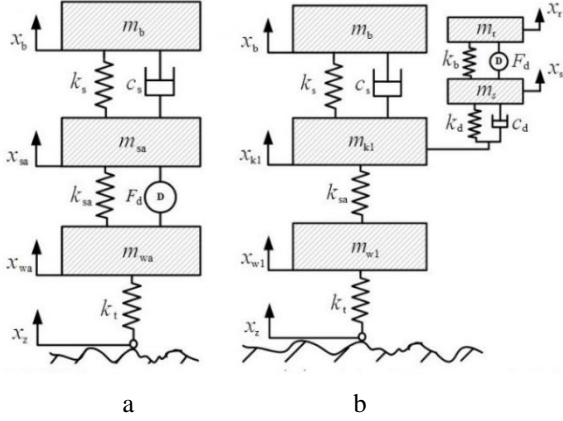 x_b m_b
k_s c_s
x_sa m_sa
k_sa F_d D
x_wa m_wa
k_t
x_z
a
x_b m_b
k_s c_s
x_k1 m_k1
k_sa
x_w1 m_w1
k_t
x_z
m_r x_r
k_b D F_d
m_s x_s
k_d c_d
b